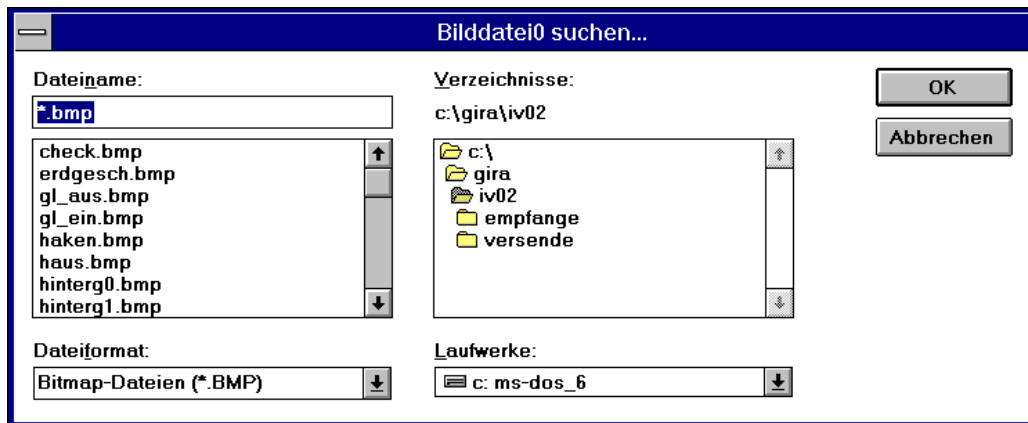 Bilddatei0 suchen...
Dateiname:
*.bmp
check.bmp
erdgesch.bmp
gl_aus.bmp
gl_ein.bmp
haken.bmp
haus.bmp
hinterg0.bmp
hinterg1.bmp
Dateiformat:
Bitmap-Dateien (*.BMP)
Verzeichnisse:
c:\gira\iv02
c:\
gira
iv02
empfange
versende
Laufwerke:
c: ms-dos_6
OK
Abbrechen